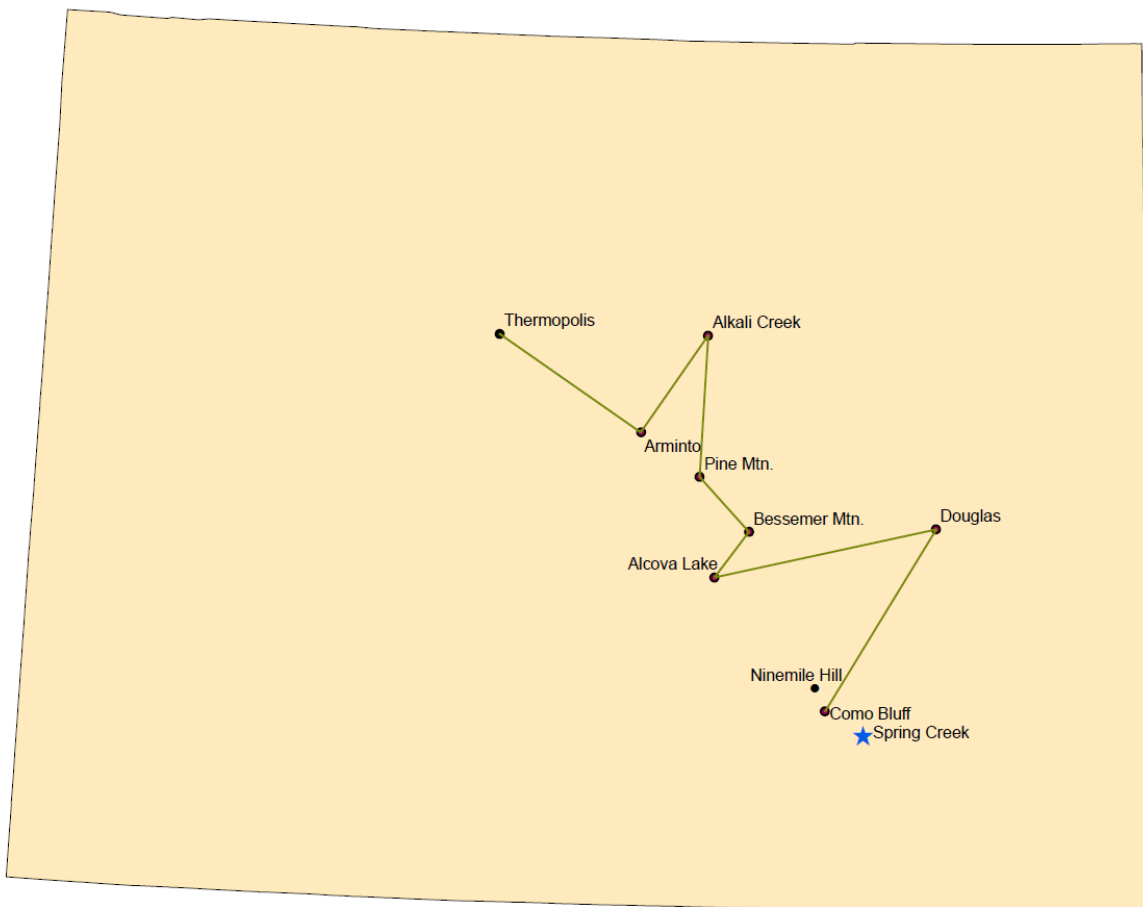 Thermopolis
Alkali Creek
Arminto
Pine Mtn.
Bessemer Mtn.
Douglas
Alcova Lake
Ninemile Hill
Como Bluff
Spring Creek